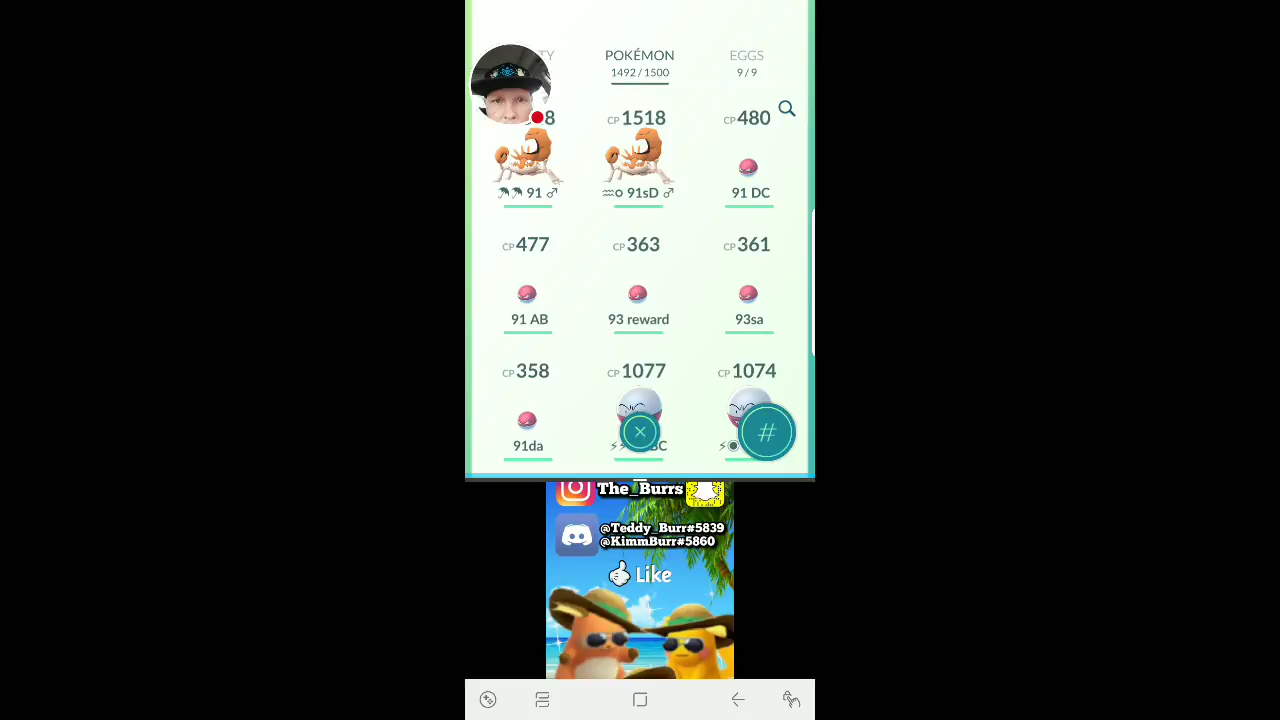 POKÉMON
EGGS
1492 / 1500
9 / 9
8
CP 1518
CP 480
91 ♂
91sD ♂
91 DC
CP 477
CP 363
CP 361
91 AB
93 reward
93sa
CP 358
CP 1077
CP 1074
#
91da
The_Burrs
@Teddy_Burr#5839
@KimmBurr#5860
Like